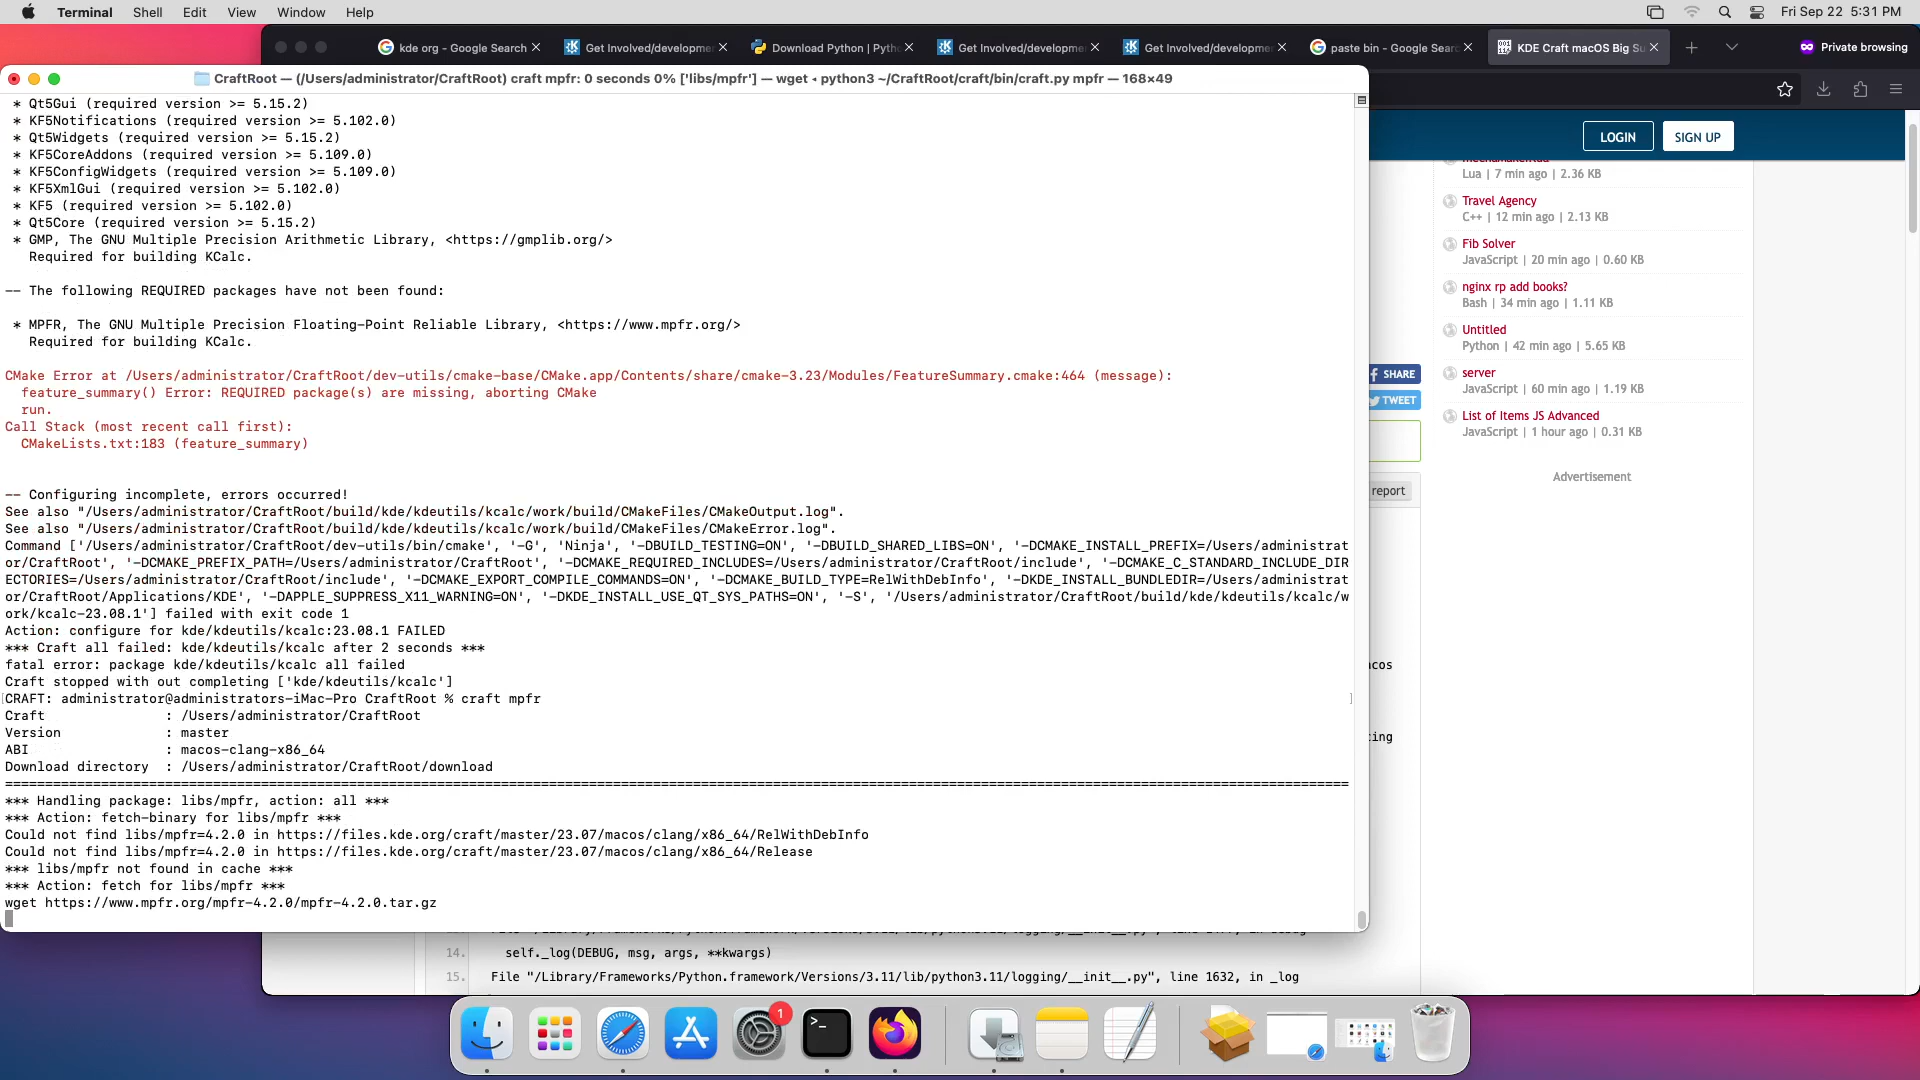 Terminal Shell Edit View Window Help Fri Sep 22 5:31 PM
kde org - Google Search Get Involved/developme Download Python | Pyth Get Involved/developme Get Involved/developme paste bin - Google Sear KDE Craft macOS Big Su Private browsing
CraftRoot — (/Users/administrator/CraftRoot) craft mpfr: 0 seconds 0% ['libs/mpfr'] — wget ◂ python3 ~/CraftRoot/craft/bin/craft.py mpfr — 168×49
* Qt5Gui (required version >= 5.15.2)
* KF5Notifications (required version >= 5.102.0)
* Qt5Widgets (required version >= 5.15.2)
* KF5CoreAddons (required version >= 5.109.0)
* KF5ConfigWidgets (required version >= 5.109.0)
* KF5XmlGui (required version >= 5.102.0)
* KF5 (required version >= 5.102.0)
* Qt5Core (required version >= 5.15.2)
* GMP, The GNU Multiple Precision Arithmetic Library, <https://gmplib.org/>
Required for building KCalc.
-- The following REQUIRED packages have not been found:
* MPFR, The GNU Multiple Precision Floating-Point Reliable Library, <https://www.mpfr.org/>
Required for building KCalc.
CMake Error at /Users/administrator/CraftRoot/dev-utils/cmake-base/CMake.app/Contents/share/cmake-3.23/Modules/FeatureSummary.cmake:464 (message):
feature_summary() Error: REQUIRED package(s) are missing, aborting CMake
run.
Call Stack (most recent call first):
CMakeLists.txt:183 (feature_summary)
-- Configuring incomplete, errors occurred!
See also "/Users/administrator/CraftRoot/build/kde/kdeutils/kcalc/work/build/CMakeFiles/CMakeOutput.log".
See also "/Users/administrator/CraftRoot/build/kde/kdeutils/kcalc/work/build/CMakeFiles/CMakeError.log".
Command ['/Users/administrator/CraftRoot/dev-utils/bin/cmake', '-G', 'Ninja', '-DBUILD_TESTING=ON', '-DBUILD_SHARED_LIBS=ON', '-DCMAKE_INSTALL_PREFIX=/Users/administrat
or/CraftRoot', '-DCMAKE_PREFIX_PATH=/Users/administrator/CraftRoot', '-DCMAKE_REQUIRED_INCLUDES=/Users/administrator/CraftRoot/include', '-DCMAKE_C_STANDARD_INCLUDE_DIR
ECTORIES=/Users/administrator/CraftRoot/include', '-DCMAKE_EXPORT_COMPILE_COMMANDS=ON', '-DCMAKE_BUILD_TYPE=RelWithDebInfo', '-DKDE_INSTALL_BUNDLEDIR=/Users/administrat
or/CraftRoot/Applications/KDE', '-DAPPLE_SUPPRESS_X11_WARNING=ON', '-DKDE_INSTALL_USE_QT_SYS_PATHS=ON', '-S', '/Users/administrator/CraftRoot/build/kde/kdeutils/kcalc/w
ork/kcalc-23.08.1'] failed with exit code 1
Action: configure for kde/kdeutils/kcalc:23.08.1 FAILED
*** Craft all failed: kde/kdeutils/kcalc after 2 seconds ***
fatal error: package kde/kdeutils/kcalc all failed
Craft stopped with out completing ['kde/kdeutils/kcalc']
[CRAFT: administrator@administrators-iMac-Pro CraftRoot % craft mpfr ]
Craft : /Users/administrator/CraftRoot
Version : master
ABI : macos-clang-x86_64
Download directory : /Users/administrator/CraftRoot/download
========================================================================================================================================================================
*** Handling package: libs/mpfr, action: all ***
*** Action: fetch-binary for libs/mpfr ***
Could not find libs/mpfr=4.2.0 in https://files.kde.org/craft/master/23.07/macos/clang/x86_64/RelWithDebInfo
Could not find libs/mpfr=4.2.0 in https://files.kde.org/craft/master/23.07/macos/clang/x86_64/Release
*** libs/mpfr not found in cache ***
*** Action: fetch for libs/mpfr ***
wget https://www.mpfr.org/mpfr-4.2.0/mpfr-4.2.0.tar.gz
LOGIN SIGN UP
Lua | 7 min ago | 2.36 KB
Travel Agency
C++ | 12 min ago | 2.13 KB
Fib Solver
JavaScript | 20 min ago | 0.60 KB
nginx rp add books?
Bash | 34 min ago | 1.11 KB
Untitled
Python | 42 min ago | 5.65 KB
server
JavaScript | 60 min ago | 1.19 KB
List of Items JS Advanced
JavaScript | 1 hour ago | 0.31 KB
Advertisement
SHARE
TWEET
report
acos
ing
14. self._log(DEBUG, msg, args, **kwargs)
15. File "/Library/Frameworks/Python.framework/Versions/3.11/lib/python3.11/logging/__init__.py", line 1632, in _log
1
>_